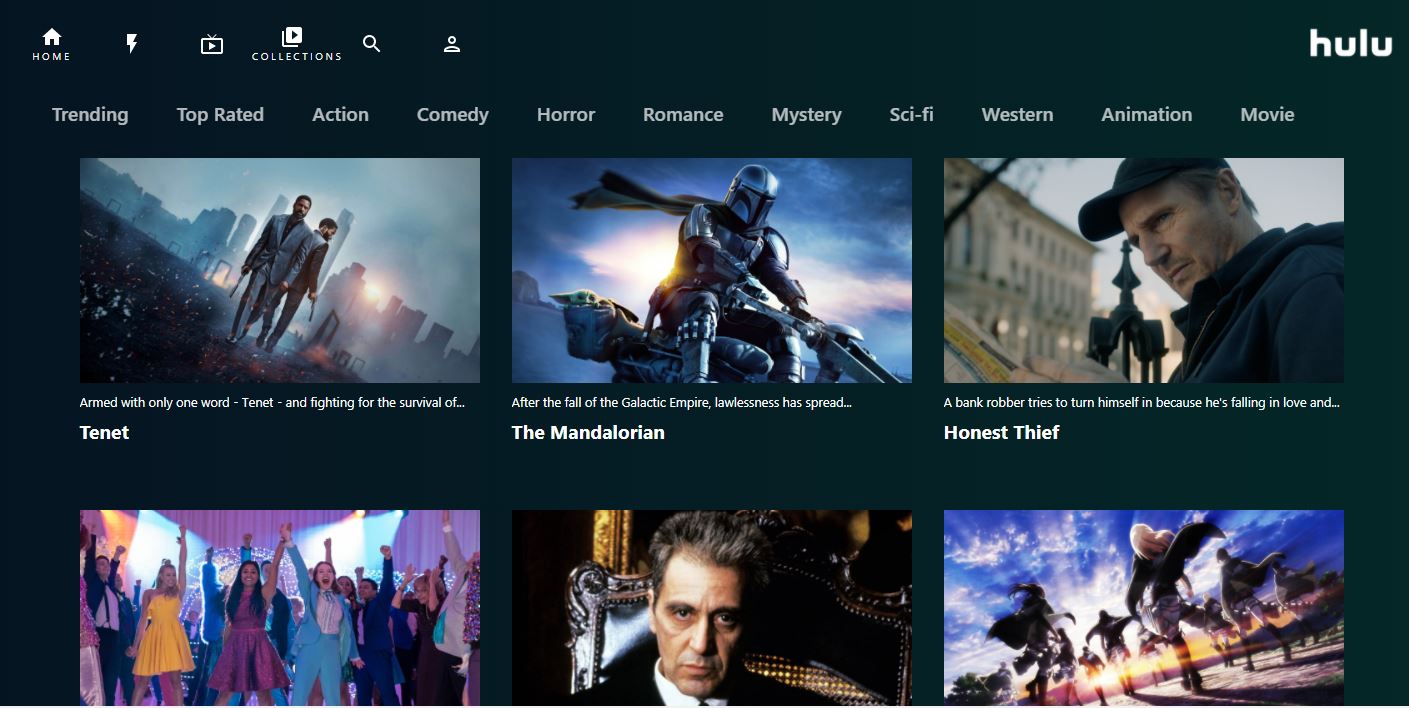 HOME
COLLECTIONS
hulu
Trending Top Rated Action Comedy Horror Romance Mystery Sci-fi Western Animation Movie
Armed with only one word - Tenet - and fighting for the survival of...
Tenet
After the fall of the Galactic Empire, lawlessness has spread...
The Mandalorian
A bank robber tries to turn himself in because he's falling in love and...
Honest Thief